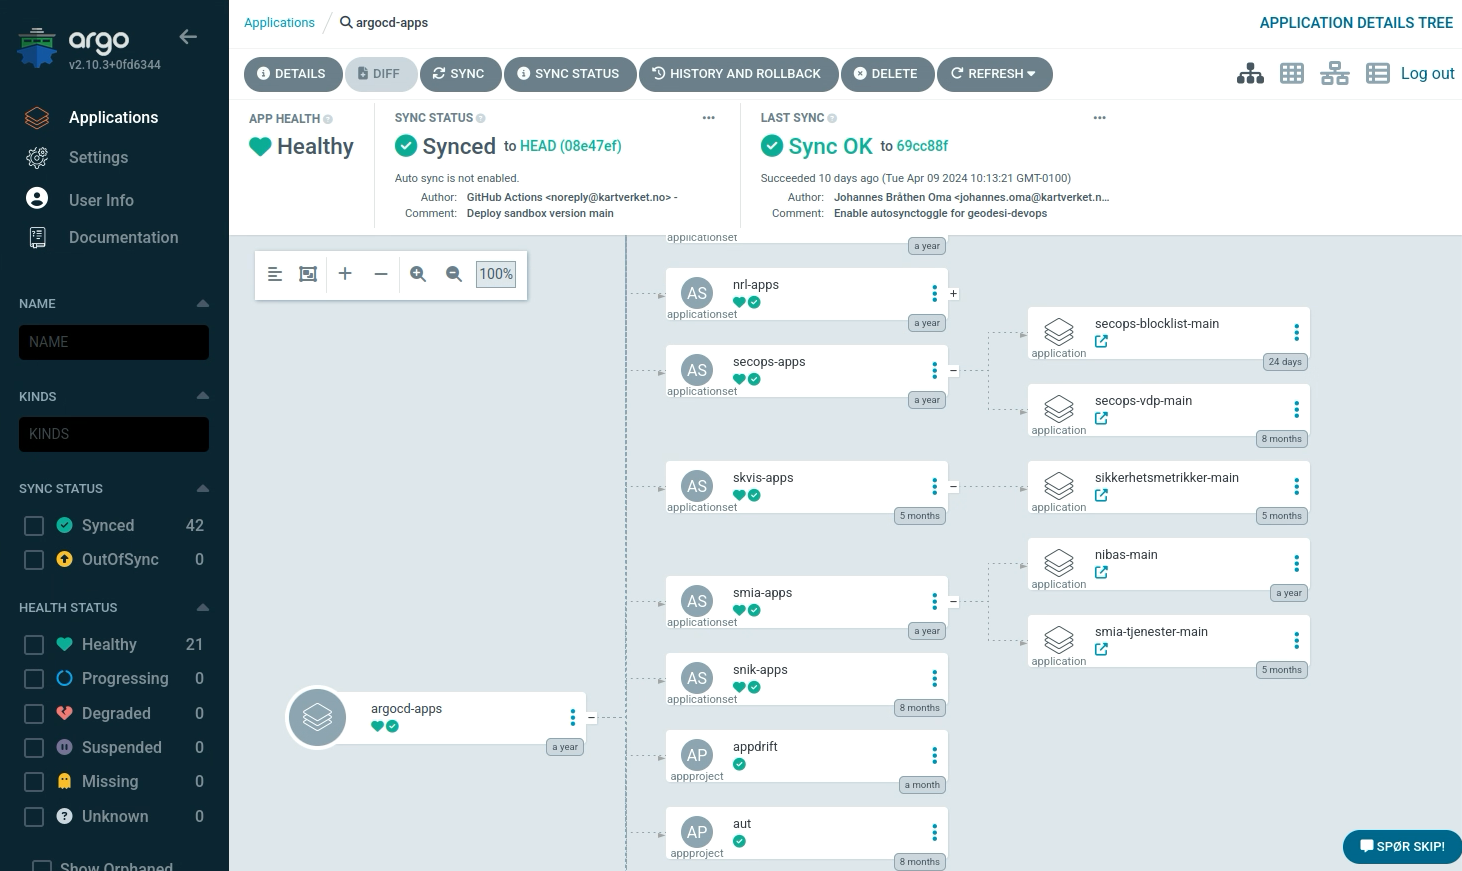 argo
v2.10.3+0fd6344
Applications
Settings
User Info
Documentation
NAME
NAME
KINDS
KINDS
SYNC STATUS
Synced 42
OutOfSync 0
HEALTH STATUS
Healthy 21
Progressing 0
Degraded 0
Suspended 0
Missing 0
Unknown 0
Show Orphaned
Applications / argocd-apps
APPLICATION DETAILS TREE
DETAILS DIFF SYNC SYNC STATUS HISTORY AND ROLLBACK DELETE REFRESH
Log out
APP HEALTH
Healthy
SYNC STATUS
Synced to HEAD (08e47ef)
Auto sync is not enabled.
Author: GitHub Actions <noreply@kartverket.no> -
Comment: Deploy sandbox version main
LAST SYNC
Sync OK to 69cc88f
Succeeded 10 days ago (Tue Apr 09 2024 10:13:21 GMT-0100)
Author: Johannes Bråthen Oma <johannes.oma@kartverket.n...
Comment: Enable autosynctoggle for geodesi-devops
100%
argocd-apps
a year
applicationset
a year
AS
nrl-apps
applicationset
a year
AS
secops-apps
applicationset
a year
AS
skvis-apps
applicationset
5 months
AS
smia-apps
applicationset
a year
AS
snik-apps
applicationset
8 months
AP
appdrift
appproject
a month
AP
aut
appproject
8 months
secops-blocklist-main
application
24 days
secops-vdp-main
application
8 months
sikkerhetsmetrikker-main
application
5 months
nibas-main
application
a year
smia-tjenester-main
application
5 months
SPØR SKIP!